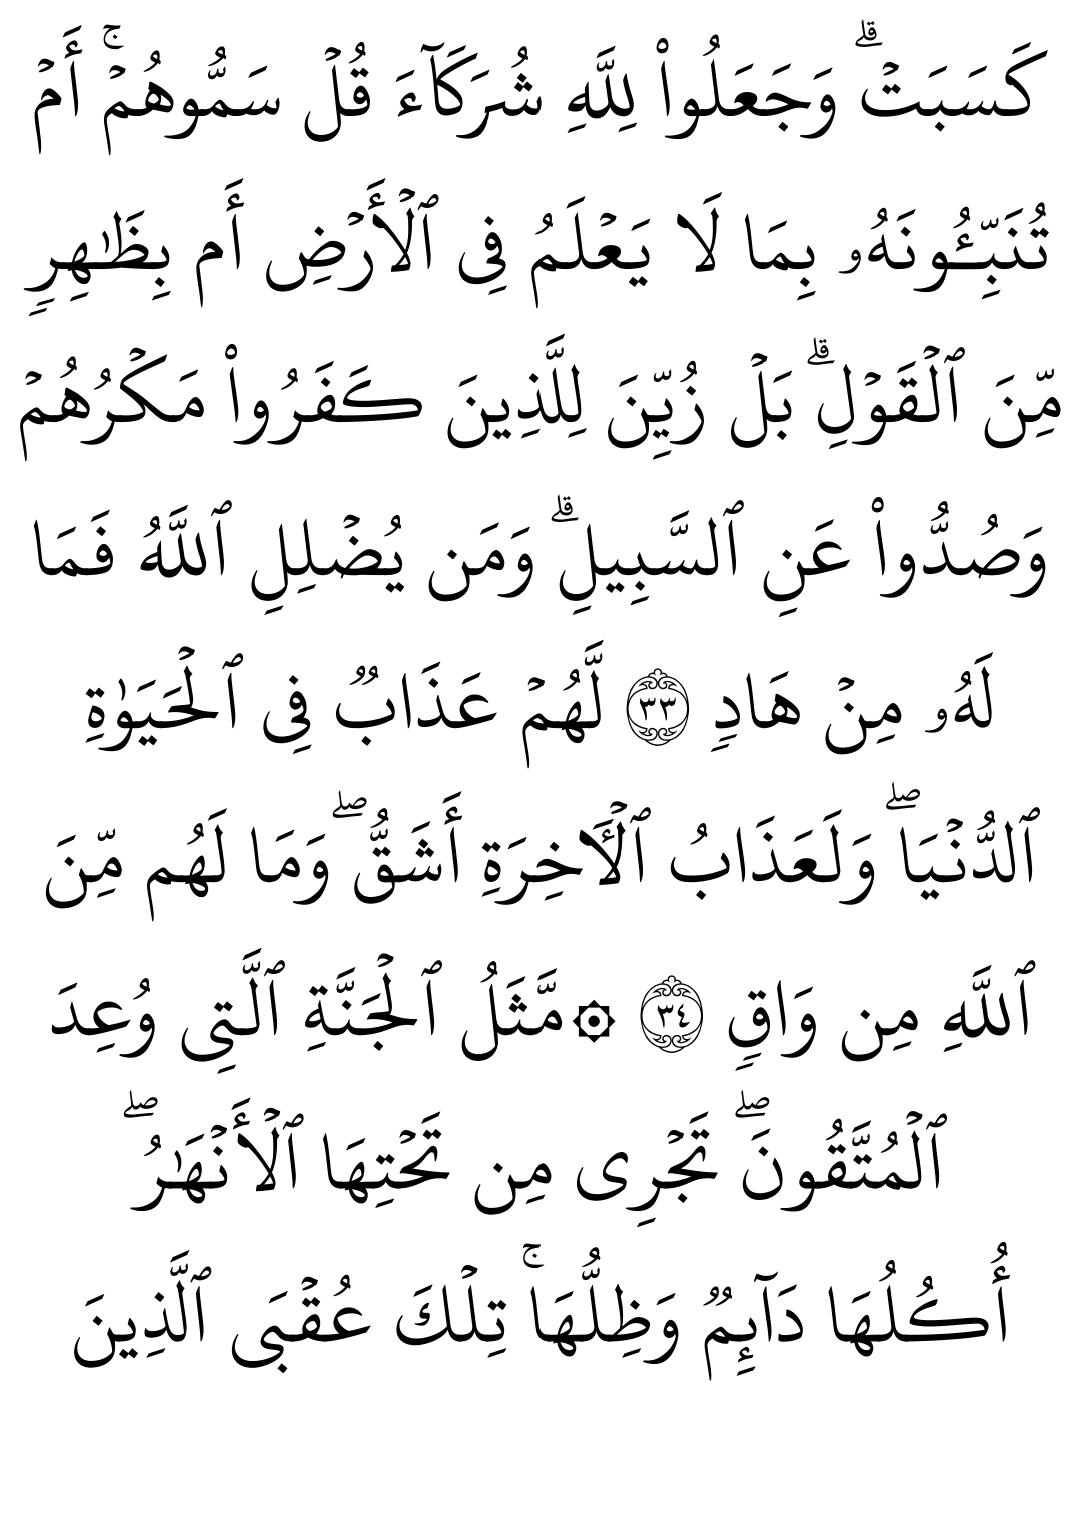 كَسَبَتۡۗ وَجَعَلُواْ لِلَّهِ شُرَكَآءَ قُلۡ سَمُّوهُمۡۚ أَمۡ
تُنَبِّـُٔونَهُۥ بِمَا لَا يَعۡلَمُ فِى ٱلۡأَرۡضِ أَم بِظَٰهِرٖ
مِّنَ ٱلۡقَوۡلِۗ بَلۡ زُيِّنَ لِلَّذِينَ كَفَرُواْ مَكۡرُهُمۡ
وَصُدُّواْ عَنِ ٱلسَّبِيلِۗ وَمَن يُضۡلِلِ ٱللَّهُ فَمَا
لَهُۥ مِنۡ هَادٖ ٣٣ لَّهُمۡ عَذَابٞ فِى ٱلۡحَيَوٰةِ
ٱلدُّنۡيَاۖ وَلَعَذَابُ ٱلۡأٓخِرَةِ أَشَقُّۖ وَمَا لَهُم مِّنَ
ٱللَّهِ مِن وَاقٖ ٣٤ ۞مَّثَلُ ٱلۡجَنَّةِ ٱلَّتِى وُعِدَ
ٱلۡمُتَّقُونَۖ تَجۡرِى مِن تَحۡتِهَا ٱلۡأَنۡهَٰرُۖ
أُكُلُهَا دَآئِمٞ وَظِلُّهَاۚ تِلۡكَ عُقۡبَى ٱلَّذِينَ